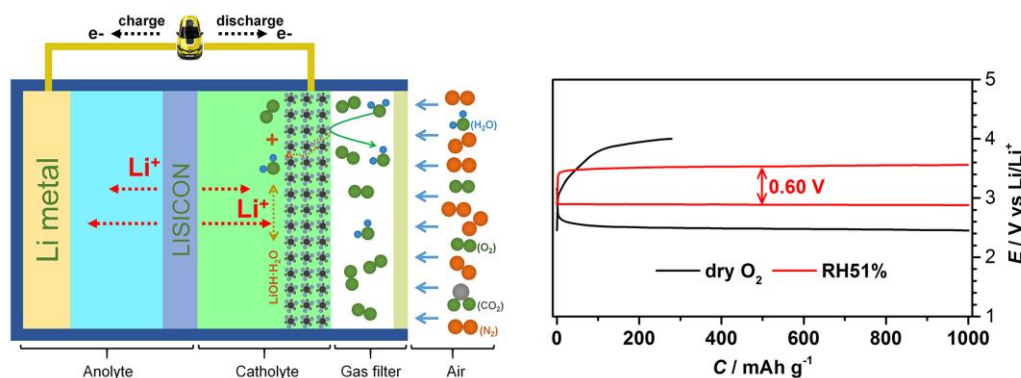 charge discharge
e- e-
Li metal
Li⁺
LISICON
Li⁺
+
LiOH·H₂O
(H₂O)
(O₂)
(CO₂)
(N₂)
Anolyte Catholyte Gas filter Air
5
4
3
2
1
E / V vs Li/Li⁺
0.60 V
dry O₂ RH51%
0 200 400 600 800 1000
C / mAh g⁻¹